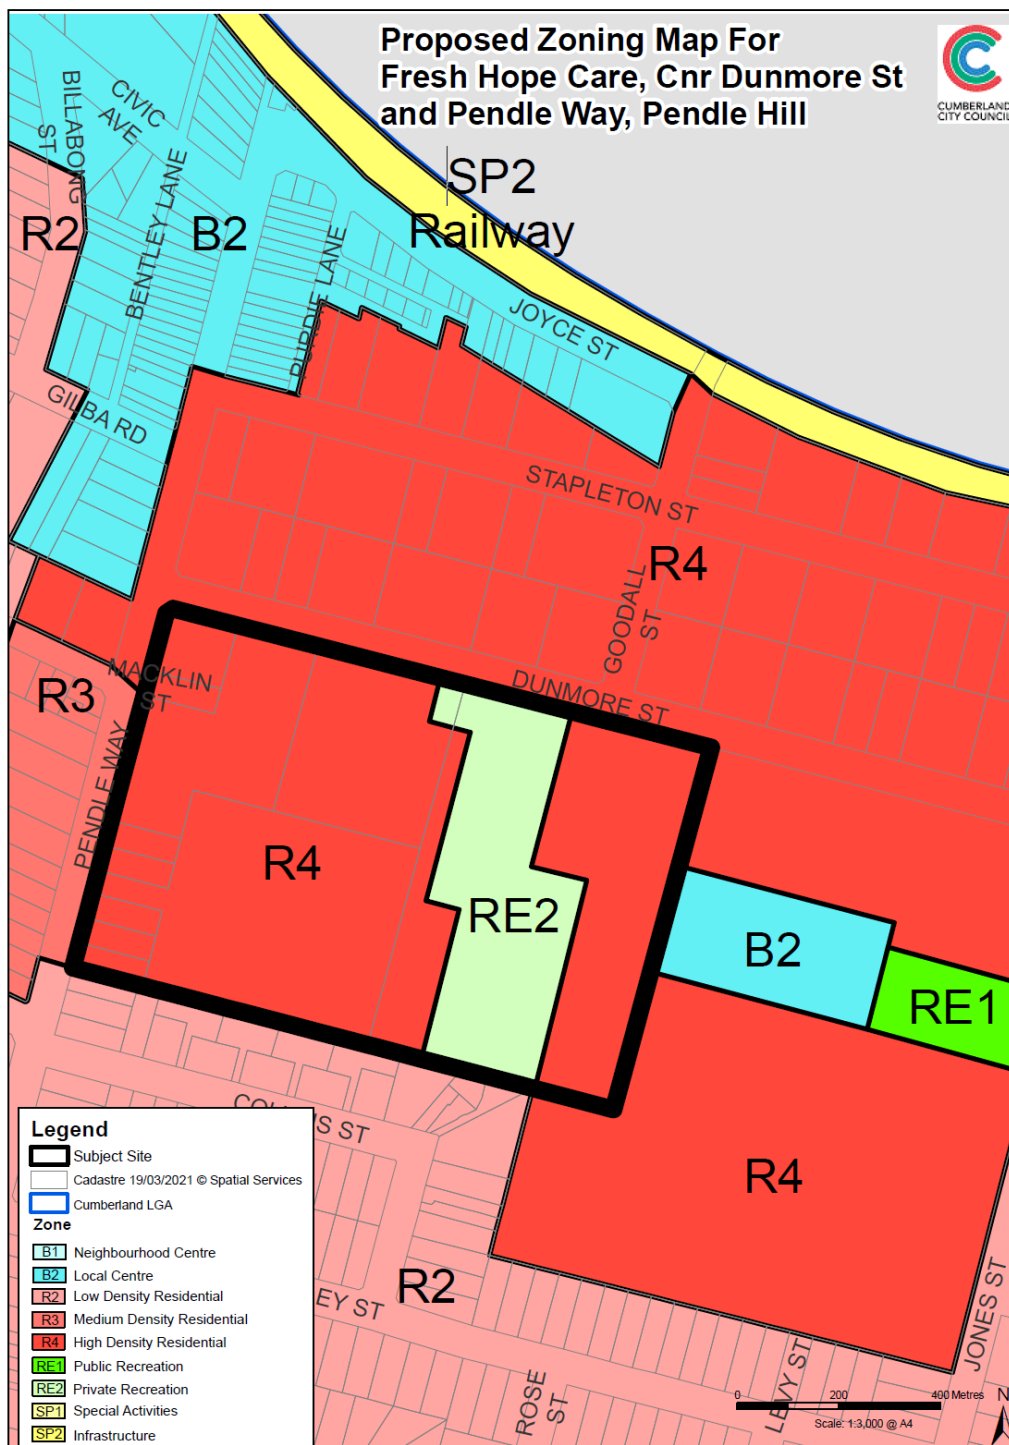 Proposed Zoning Map For
Fresh Hope Care, Cnr Dunmore St
and Pendle Way, Pendle Hill
CUMBERLAND
CITY COUNCIL
SP2
Railway
BILLABONG
ST
CIVIC
AVE
BENTLEY LANE
R2
B2
PURDIE LANE
JOYCE ST
GILBA RD
STAPLETON ST
R4
GOODALL
ST
MACKLIN
ST
R3
DUNMORE ST
PENDLE WAY
R4
RE2
B2
RE1
R4
R2
EY ST
ROSE
ST
LEVY ST
JONES ST
Legend
Subject Site
Cadastre 19/03/2021 © Spatial Services
Cumberland LGA
Zone
B1 Neighbourhood Centre
B2 Local Centre
R2 Low Density Residential
R3 Medium Density Residential
R4 High Density Residential
RE1 Public Recreation
RE2 Private Recreation
SP1 Special Activities
SP2 Infrastructure
0 200 400 Metres
Scale: 1:3,000 @ A4
N